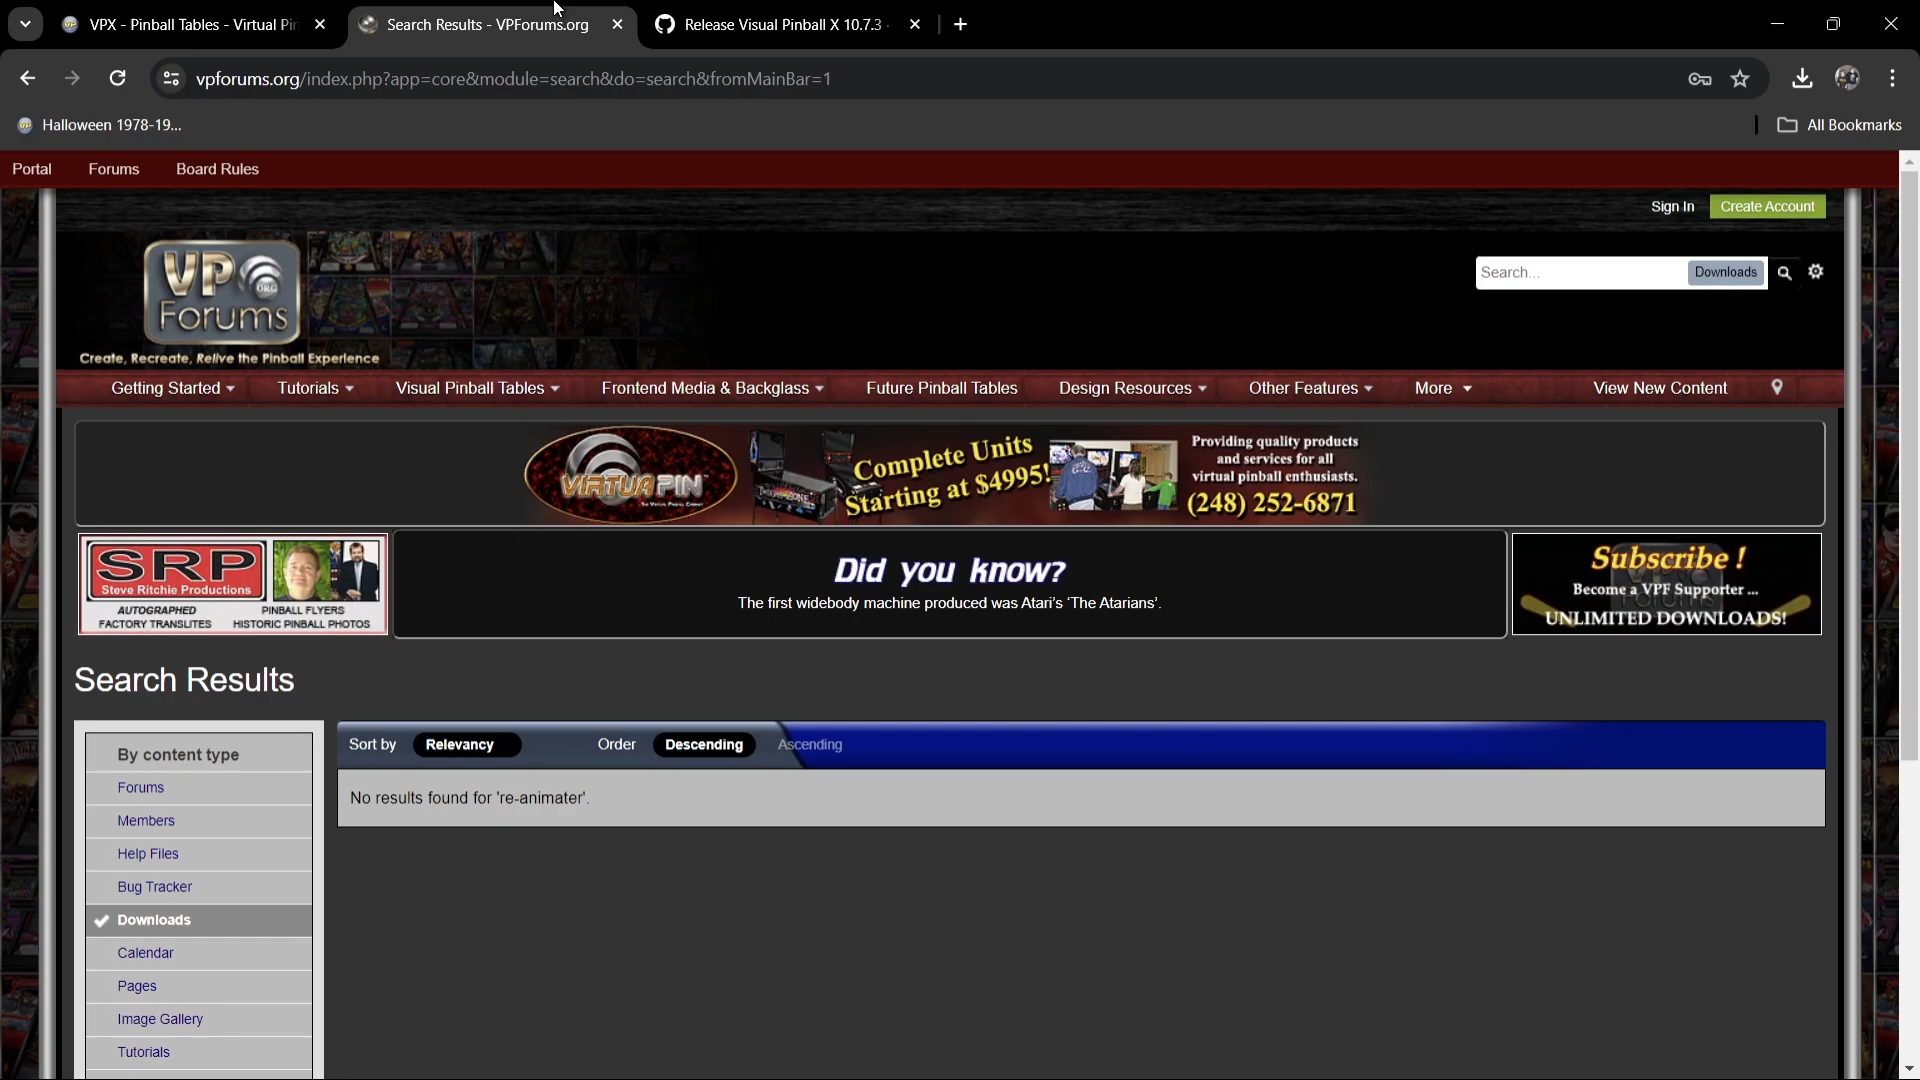 VPX - Pinball Tables - Virtual Pin
Search Results - VPForums.org
Release Visual Pinball X 10.7.3 ·
vpforums.org/index.php?app=core&module=search&do=search&fromMainBar=1
Halloween 1978-19...
All Bookmarks
Portal
Forums
Board Rules
Sign In
Create Account
VP
ORG
Forums
Create, Recreate, Relive the Pinball Experience
Search...
Downloads
Getting Started
Tutorials
Visual Pinball Tables
Frontend Media & Backglass
Future Pinball Tables
Design Resources
Other Features
More
View New Content
VIRTUAPIN
Complete Units
Starting at $4995!
Providing quality products
and services for all
virtual pinball enthusiasts.
(248) 252-6871
SRP
Steve Ritchie Productions
AUTOGRAPHED
FACTORY TRANSLITES
PINBALL FLYERS
HISTORIC PINBALL PHOTOS
Did you know?
The first widebody machine produced was Atari's ‘The Atarians’.
Subscribe !
Become a VPF Supporter ...
UNLIMITED DOWNLOADS!
Search Results
By content type
Forums
Members
Help Files
Bug Tracker
Downloads
Calendar
Pages
Image Gallery
Tutorials
Sort by
Relevancy
Order
Descending
Ascending
No results found for 're-animater'.